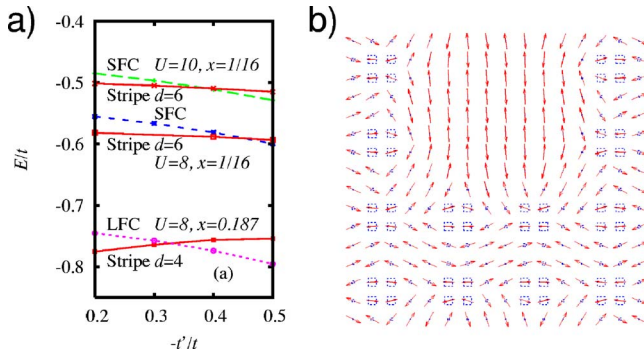 a)
b)
-0.4
SFC U=10, x=1/16
-0.5
Stripe d=6
SFC
E/t
-0.6
Stripe d=6
U=8, x=1/16
-0.7
LFC U=8, x=0.187
-0.8
Stripe d=4
(a)
0.2 0.3 0.4 0.5
-t'/t